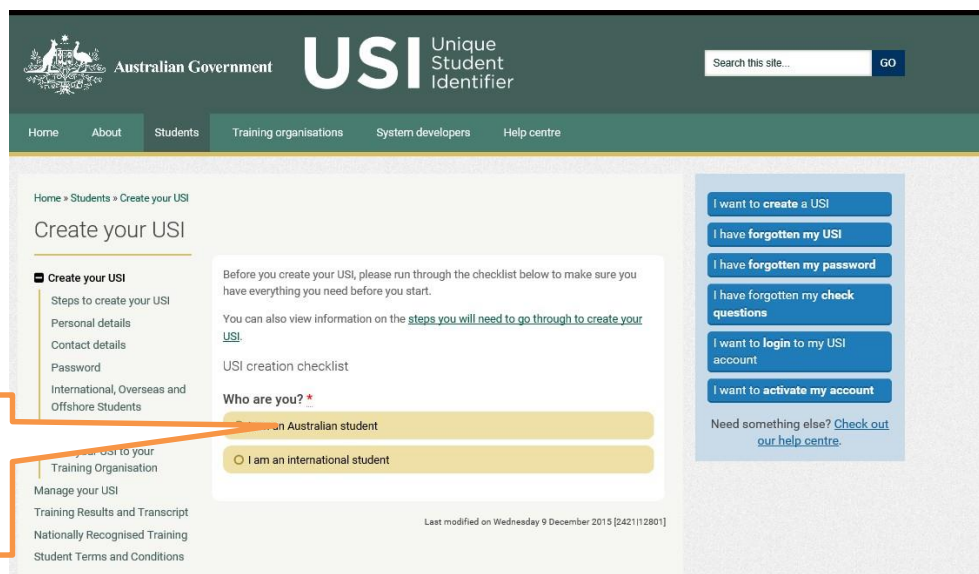 Australian Government
USI
Unique
Student
Identifier
Search this site...
GO
Home
About
Students
Training organisations
System developers
Help centre
Home » Students » Create your USI
Create your USI
Create your USI
Steps to create your USI
Personal details
Contact details
Password
International, Overseas and
Offshore Students
your USI to your
Training Organisation
Manage your USI
Training Results and Transcript
Nationally Recognised Training
Student Terms and Conditions
Before you create your USI, please run through the checklist below to make sure you
have everything you need before you start.
You can also view information on the steps you will need to go through to create your
USI.
USI creation checklist
Who are you? *
an Australian student
I am an international student
Last modified on Wednesday 9 December 2015 [2421|12801]
I want to create a USI
I have forgotten my USI
I have forgotten my password
I have forgotten my check
questions
I want to login to my USI
account
I want to activate my account
Need something else? Check out
our help centre.